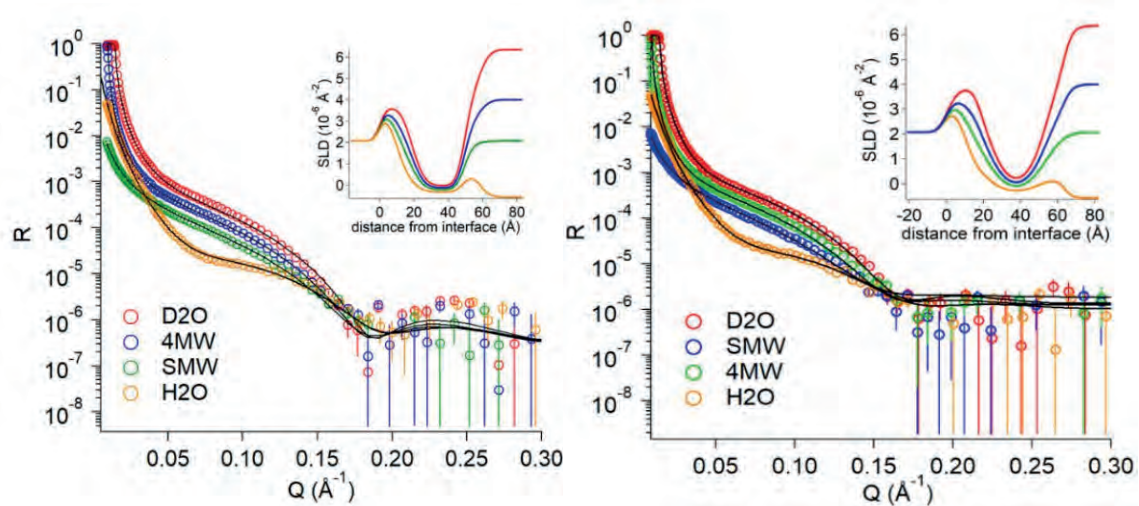 10⁰
10⁻¹
10⁻²
10⁻³
10⁻⁴
10⁻⁵
10⁻⁶
10⁻⁷
10⁻⁸
R
0.05 0.10 0.15 0.20 0.25 0.30
Q (Å⁻¹)
D2O
4MW
SMW
H2O
6
5
4
3
2
1
0
SLD (10⁻⁶ Å⁻²)
0 20 40 60 80
distance from interface (Å)
10⁰
10⁻¹
10⁻²
10⁻³
10⁻⁴
10⁻⁵
10⁻⁶
10⁻⁷
10⁻⁸
R
0.05 0.10 0.15 0.20 0.25 0.30
Q (Å⁻¹)
D2O
SMW
4MW
H2O
6
5
4
3
2
1
0
SLD (10⁻⁶ Å⁻²)
-20 0 20 40 60 80
distance from interface (Å)